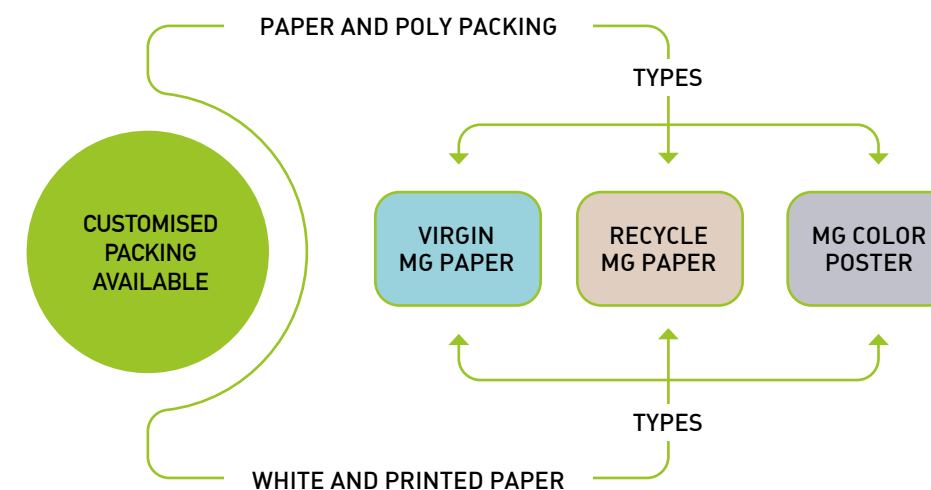 PAPER AND POLY PACKING
TYPES
CUSTOMISED
PACKING
AVAILABLE
VIRGIN
MG PAPER
RECYCLE
MG PAPER
MG COLOR
POSTER
TYPES
WHITE AND PRINTED PAPER